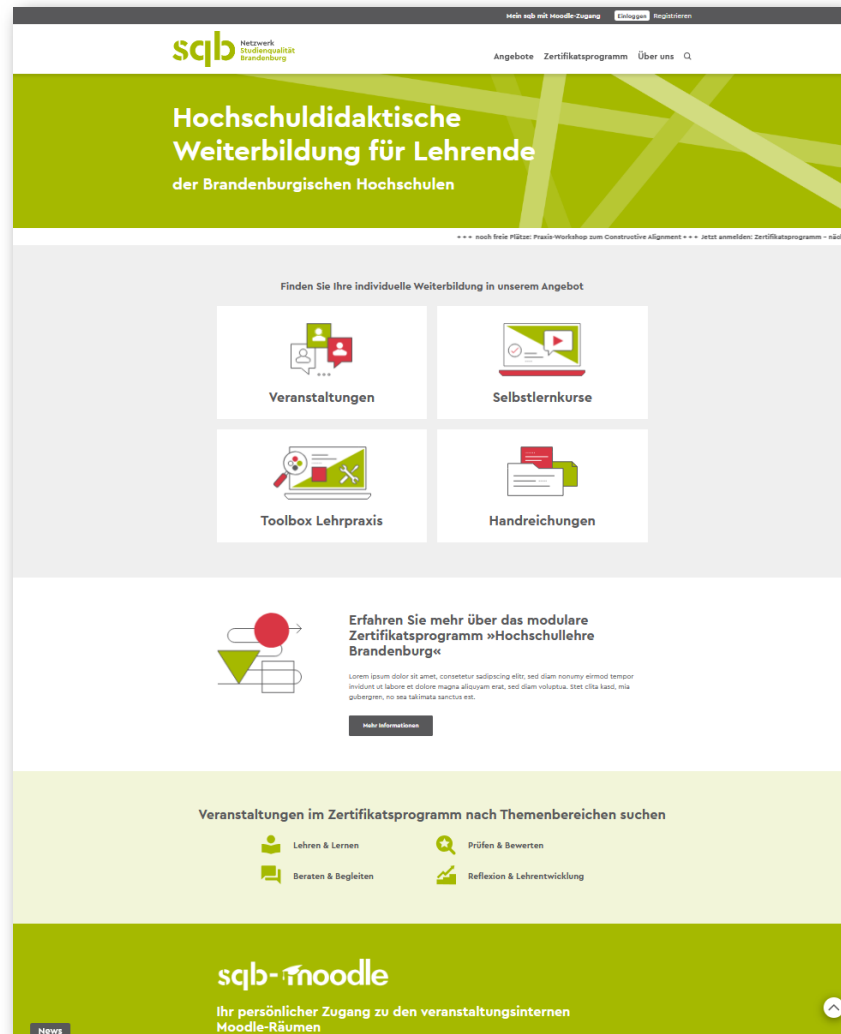 Mein sqb mit Moodle-Zugang Einloggen Registrieren
sqb Netzwerk
Studienqualität
Brandenburg
Angebote Zertifikatsprogramm Über uns
Hochschuldidaktische
Weiterbildung für Lehrende
der Brandenburgischen Hochschulen
+++ noch freie Plätze: Praxis-Workshop zum Constructive Alignment +++ Jetzt anmelden: Zertifikatsprogramm – näc
Finden Sie Ihre individuelle Weiterbildung in unserem Angebot
Veranstaltungen
Selbstlernkurse
Toolbox Lehrpraxis
Handreichungen
Erfahren Sie mehr über das modulare
Zertifikatsprogramm »Hochschullehre
Brandenburg«
Lorem ipsum dolor sit amet, consetetur sadipscing elitr, sed diam nonumy eirmod tempor
invidunt ut labore et dolore magna aliquyam erat, sed diam voluptua. Stet clita kasd, mia
gubergren, no sea takimata sanctus est.
Mehr Informationen
Veranstaltungen im Zertifikatsprogramm nach Themenbereichen suchen
Lehren & Lernen
Prüfen & Bewerten
Beraten & Begleiten
Reflexion & Lehrentwicklung
sqb-moodle
Ihr persönlicher Zugang zu den veranstaltungsinternen
Moodle-Räumen
News